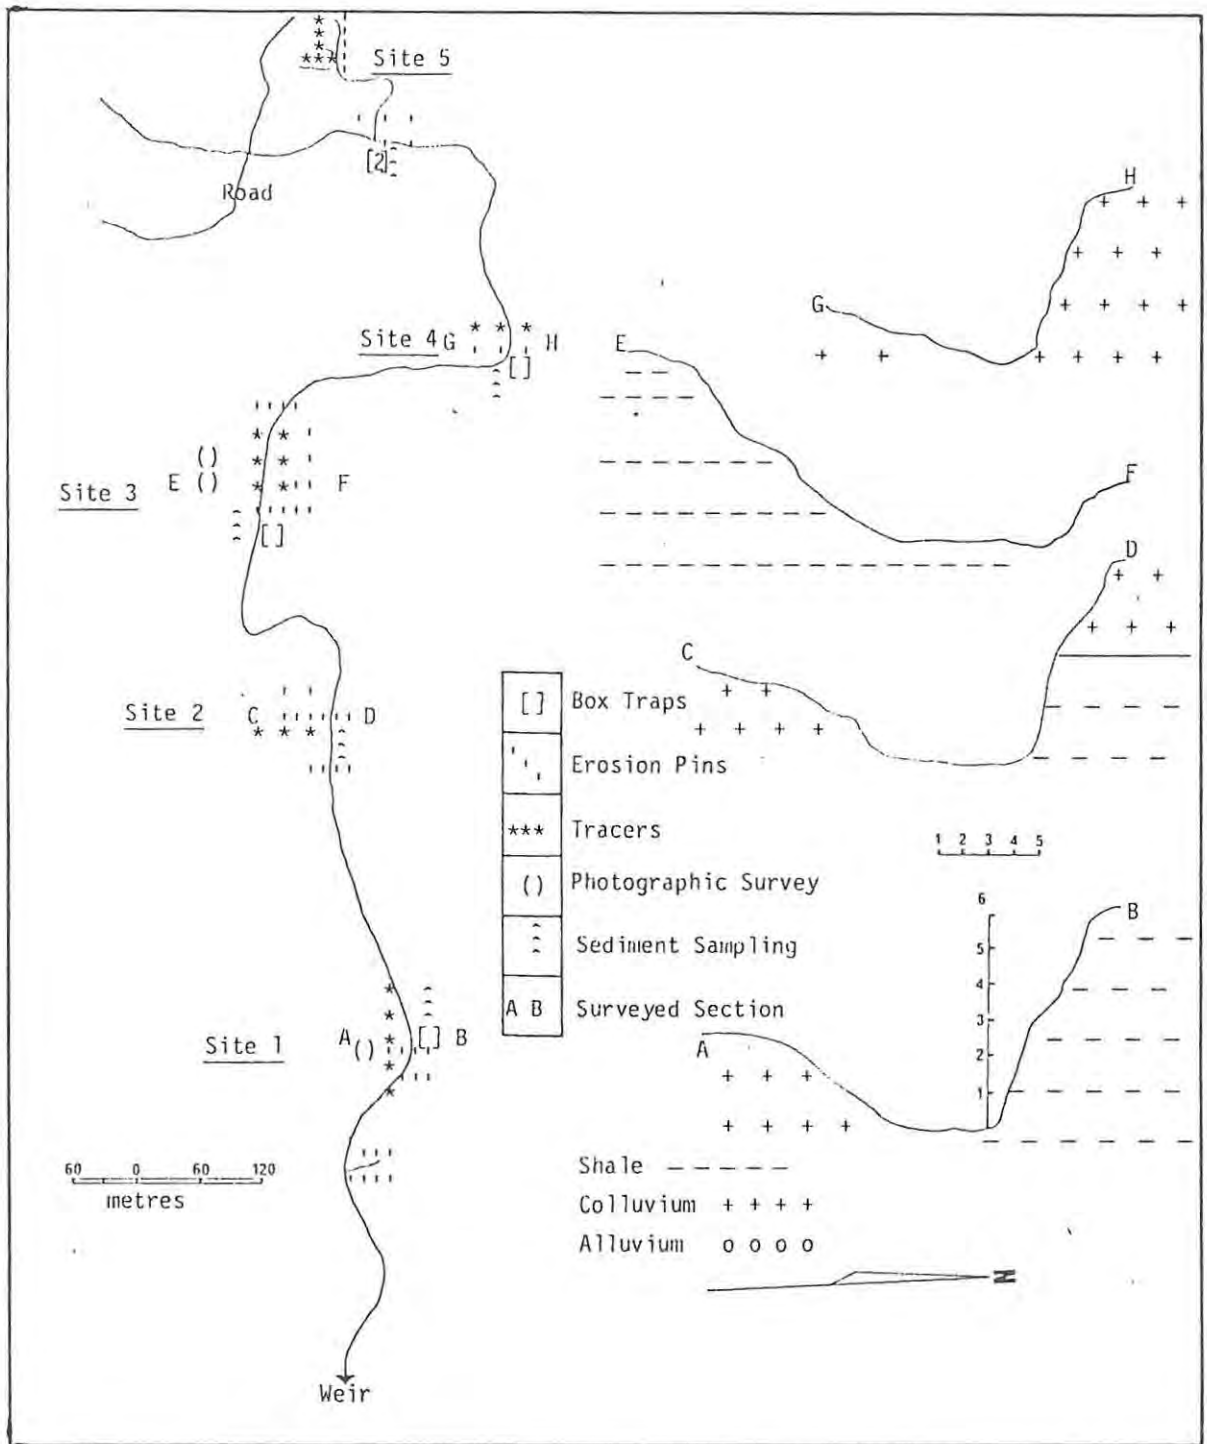 Site 5
[2]
Road
H
G
Site 4 G H
[]
E
F
()
E () F
Site 3
[]
D
C
Site 2 C D
[] Box Traps
Erosion Pins
*** Tracers
() Photographic Survey
Sediment Sampling
A B Surveyed Section
1 2 3 4 5
6
5
4
3
2
1
B
A
Site 1 A () [] B
60 0 60 120
metres
Shale – – – – –
Colluvium + + + +
Alluvium o o o o
N
Weir